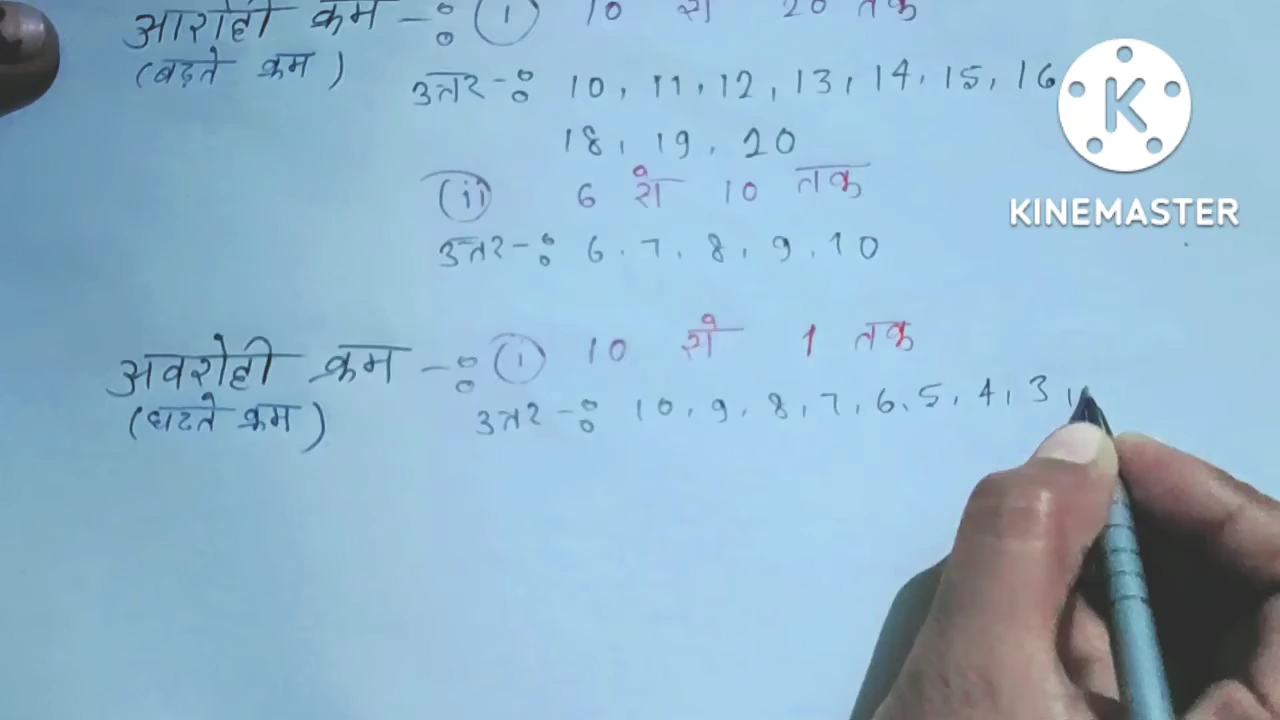 आरोही क्रम -: (i) 10 से 20 तक
(बढ़ते क्रम)
उत्तर -: 10, 11, 12, 13, 14, 15, 16
18, 19, 20
(ii) 6 से 10 तक
उत्तर -: 6, 7, 8, 9, 10
अवरोही क्रम -: (i) 10 से 1 तक
(घटते क्रम)
उत्तर -: 10, 9, 8, 7, 6, 5, 4, 3,
K
KINEMASTER